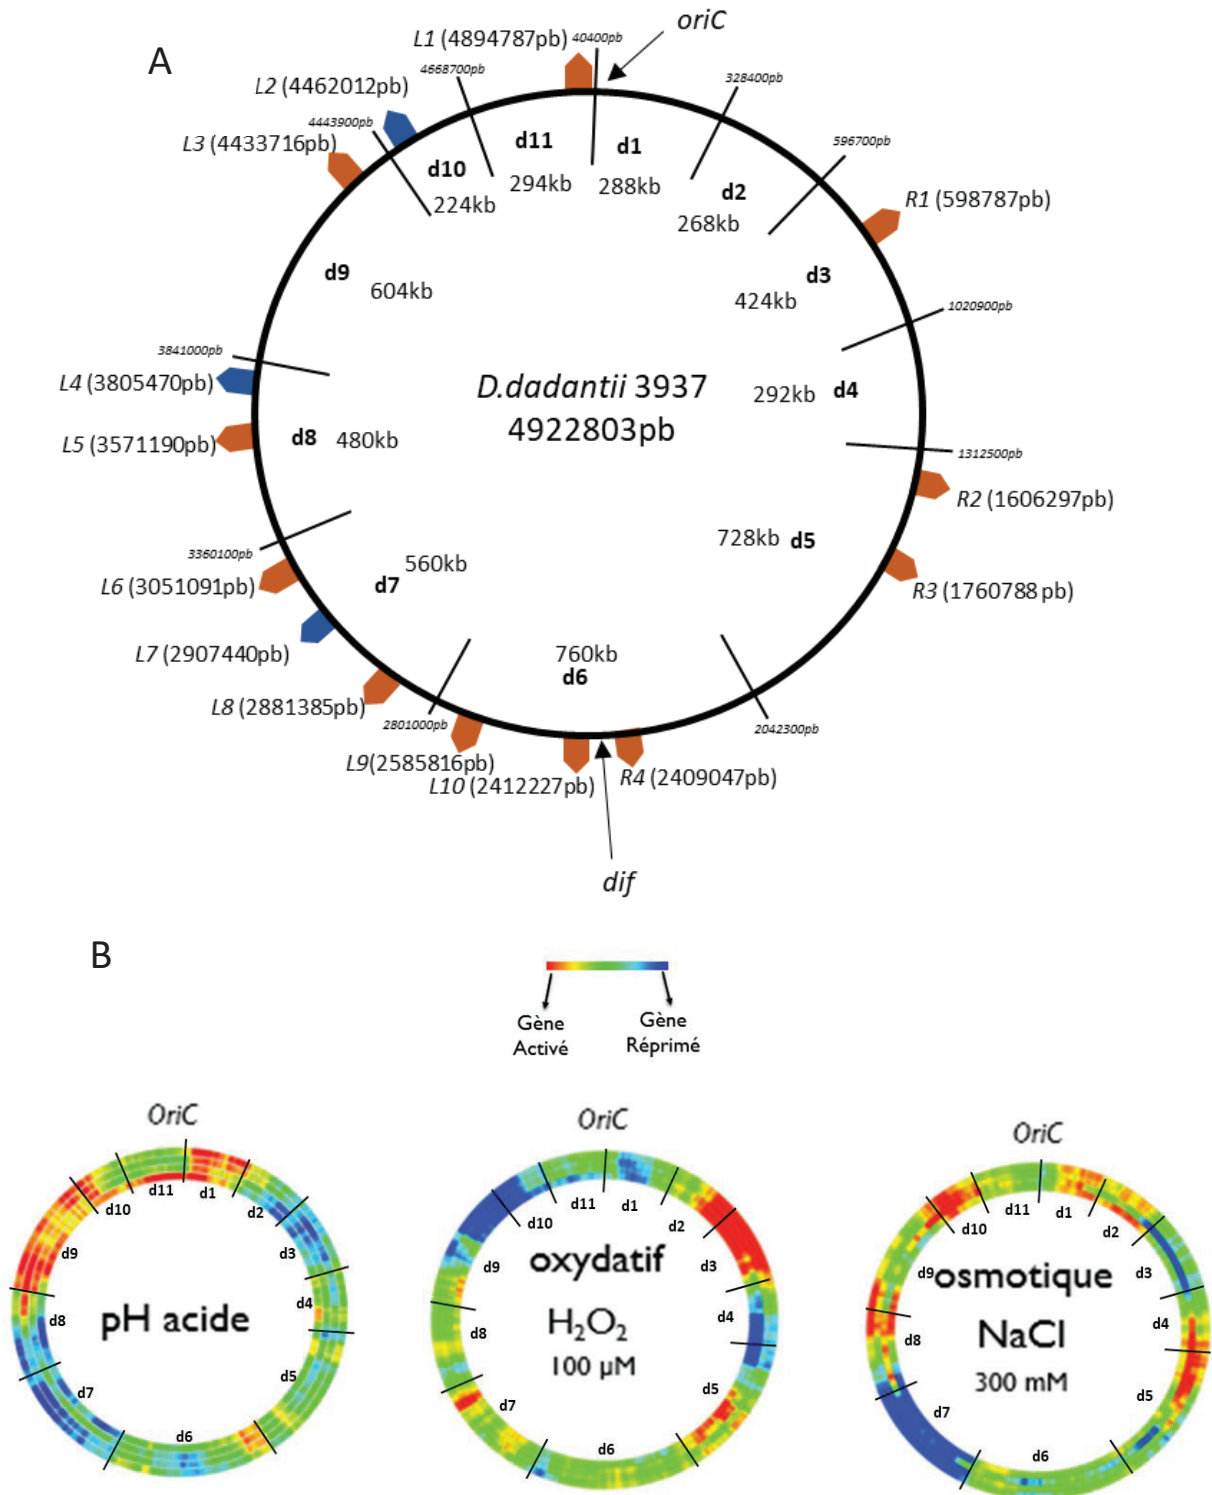 A
oriC
L1 (4894787pb)
40400pb
4668700pb
328400pb
L2 (4462012pb)
4443900pb
L3 (4433716pb)
596700pb
R1 (598787pb)
d11
294kb
d1
288kb
d10
224kb
d2
268kb
d9
604kb
d3
424kb
1020900pb
3841000pb
L4 (3805470pb)
D.dadantii 3937
4922803pb
292kb d4
L5 (3571190pb)
d8 480kb
1312500pb
R2 (1606297pb)
728kb d5
3360100pb
560kb
d7
L6 (3051091pb)
R3 (1760788 pb)
L7 (2907440pb)
760kb
d6
L8 (2881385pb)
2801000pb
2042300pb
L9(2585816pb)
L10 (2412227pb)
R4 (2409047pb)
dif
B
Gène
Activé
Gène
Réprimé
OriC
d11
d1
d10
d2
d9
d3
pH acide
d4
d8
d5
d7
d6
OriC
d11
d1
d10
d2
d9
d3
oxydatif
H₂O₂
100 µM
d4
d8
d5
d7
d6
OriC
d11
d1
d10
d2
d9
d3
osmotique
NaCl
300 mM
d4
d8
d5
d7
d6